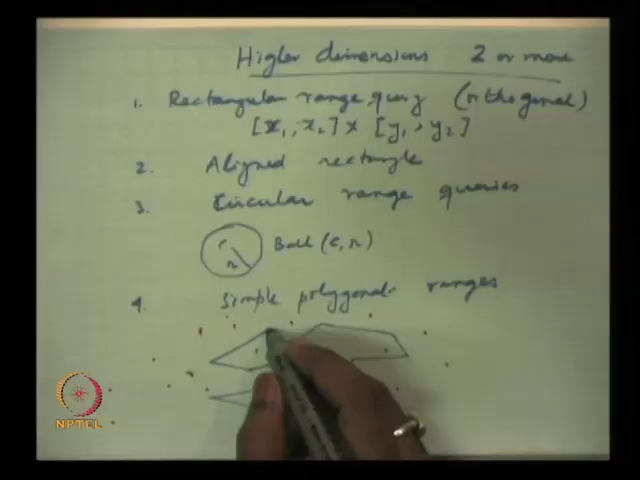 Higher dimensions 2 or more
1. Rectangular range query (orthogonal)
[x₁, x₂] × [y₁, y₂]
2. Aligned rectangle
3. Circular range queries
c
r
Ball (c, r)
4. Simple polygonal ranges
NPTEL